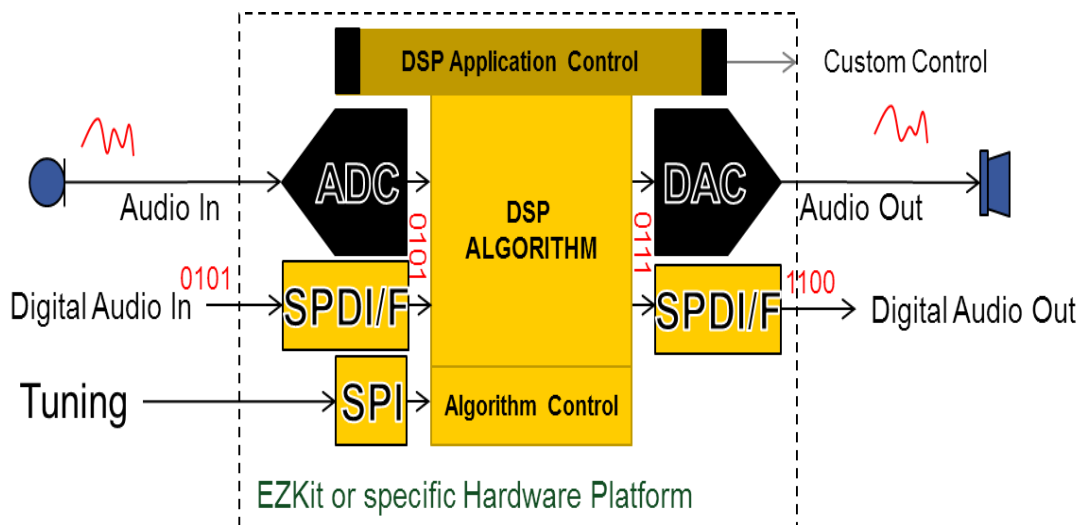 DSP Application Control
Custom Control
ADC
DAC
Audio In
DSP
ALGORITHM
Audio Out
0101
0111
0101
1100
Digital Audio In
SPDI/F
SPDI/F
Digital Audio Out
Tuning
SPI
Algorithm Control
EZKit or specific Hardware Platform